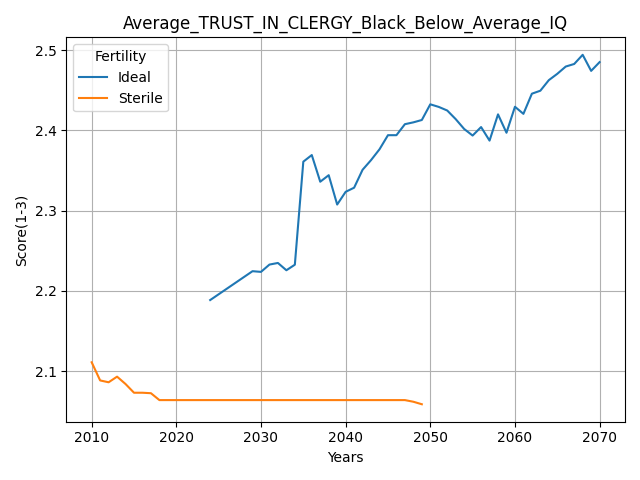 Average_TRUST_IN_CLERGY_Black_Below_Average_IQ
Fertility
Ideal
Sterile
Score(1-3)
2.5
2.4
2.3
2.2
2.1
2010 2020 2030 2040 2050 2060 2070
Years